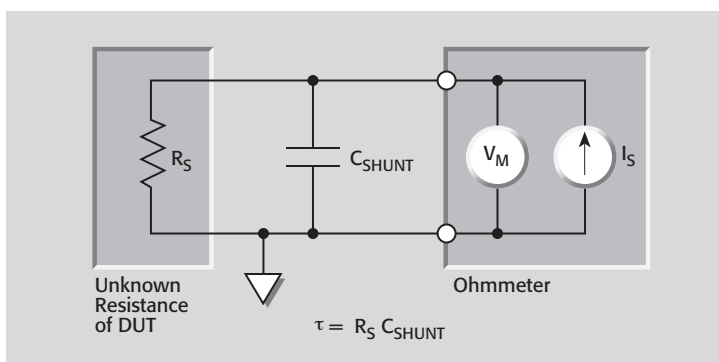 R_S
C_SHUNT
V_M
I_S
Unknown
Resistance
of DUT
Ohmmeter
τ = R_S C_SHUNT